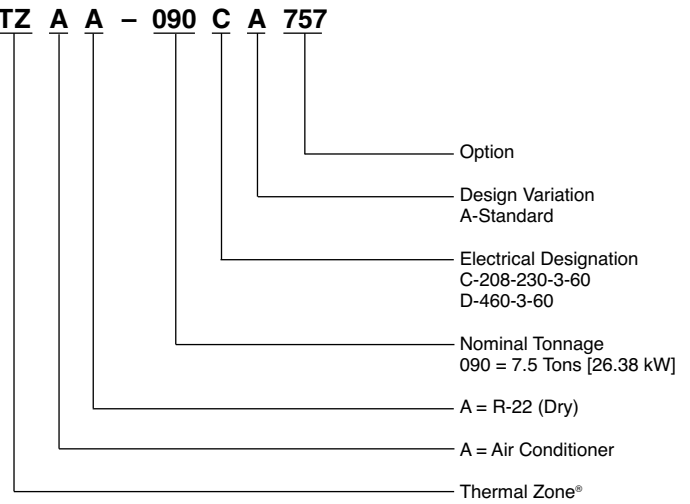 TZ A A – 090 C A 757
Option
Design Variation
A-Standard
Electrical Designation
C-208-230-3-60
D-460-3-60
Nominal Tonnage
090 = 7.5 Tons [26.38 kW]
A = R-22 (Dry)
A = Air Conditioner
Thermal Zone®